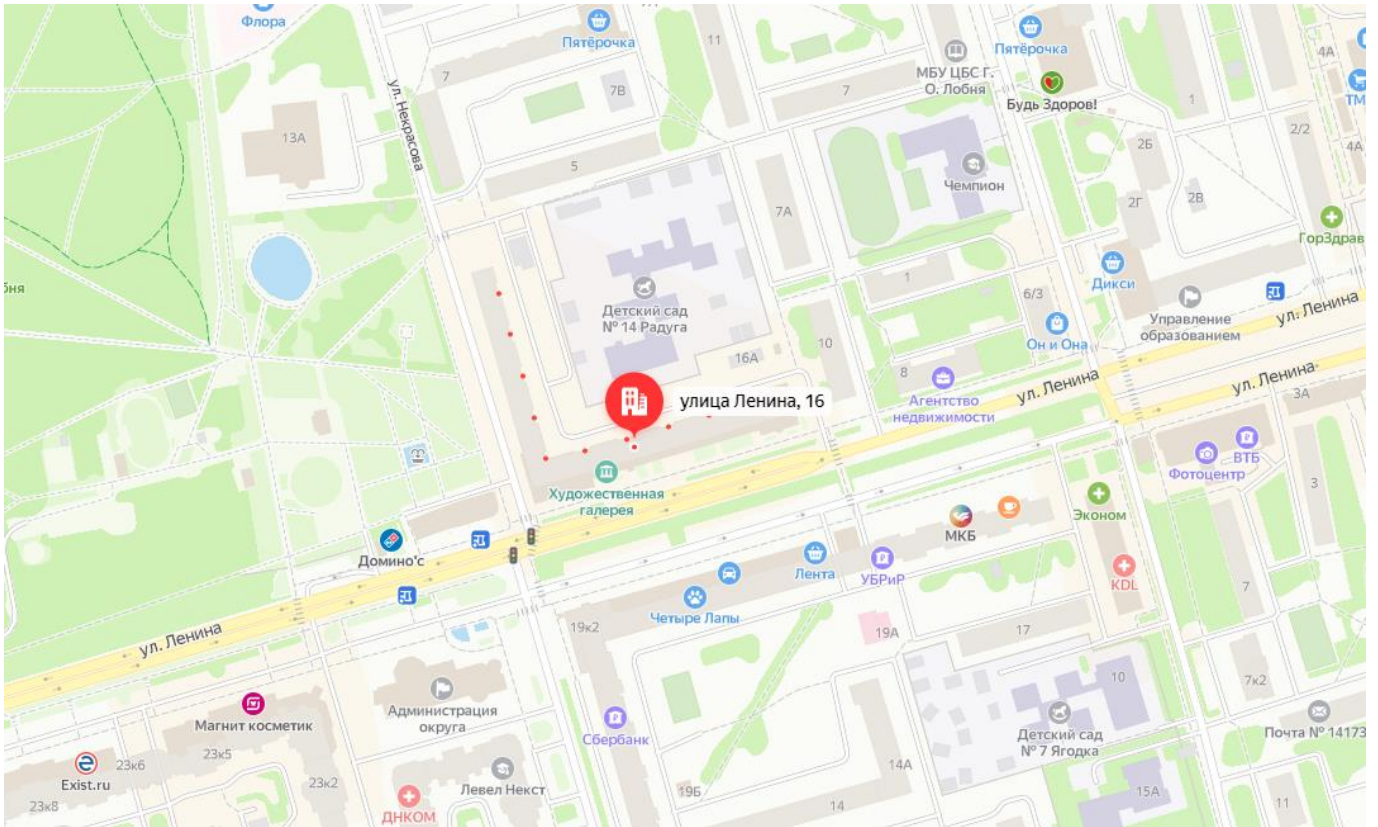 Флора
Пятёрочка
11
МБУ ЦБС Г.
О. Лобня
Пятёрочка
4А
7
7В
7
Будь Здоров!
1
ТМ
ул. Некрасова
13А
5
Чемпион
2Б
2/2
4А
7А
2Г
2В
ГорЗдрав
Детский сад
№ 14 Радуга
1
6/3
Дикси
Управление
образованием
ул. Ленина
Он и Она
10
16А
8
Агентство
недвижимости
ул. Ленина
ул. Ленина
3А
улица Ленина, 16
Художественная
галерея
Фотоцентр
ВТБ
3
Эконом
МКБ
Домино'с
Лента
УБРиР
KDL
7
Четыре Лапы
19к2
19А
17
ул. Ленина
10
7к2
Администрация
округа
Магнит косметик
Сбербанк
Детский сад
№ 7 Ягодка
Почта № 14173
23к6
23к5
Exist.ru
23к2
Левел Некст
14А
19Б
15А
23к8
ДНКОМ
14
11